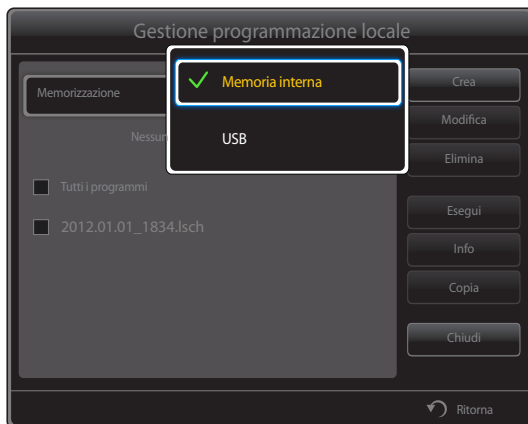 Gestione programmazione locale
Memorizzazione
Memoria interna
USB
Nessun
Tutti i programmi
2012.01.01_1834.lsch
Crea
Modifica
Elimina
Esegui
Info
Copia
Chiudi
Ritorna